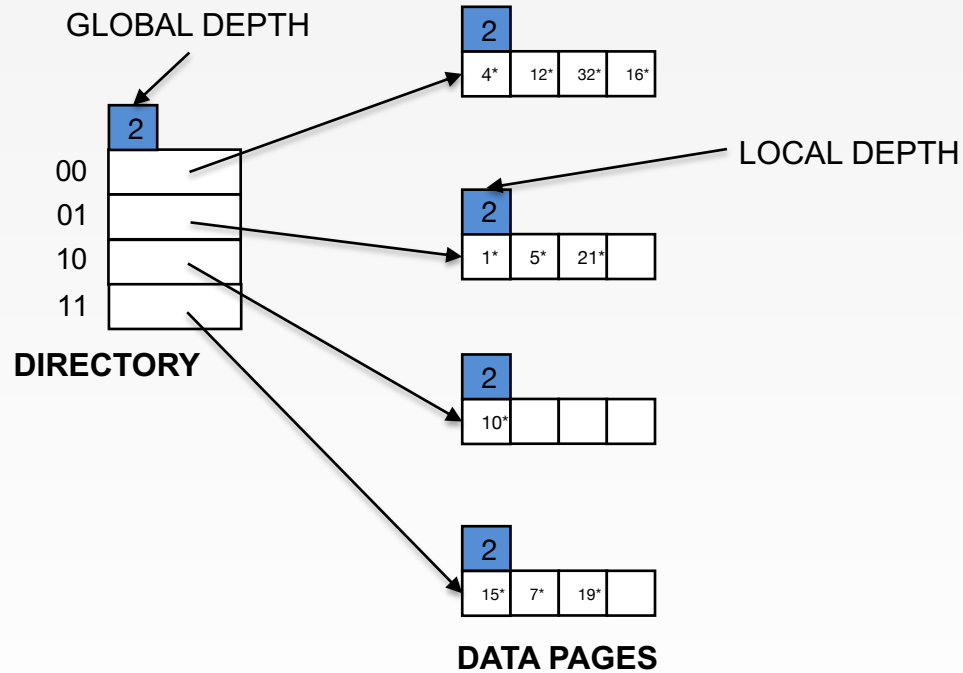 GLOBAL DEPTH
2
00
01
10
11
DIRECTORY
2
4* 12* 32* 16*
LOCAL DEPTH
2
1* 5* 21*
2
10*
2
15* 7* 19*
DATA PAGES